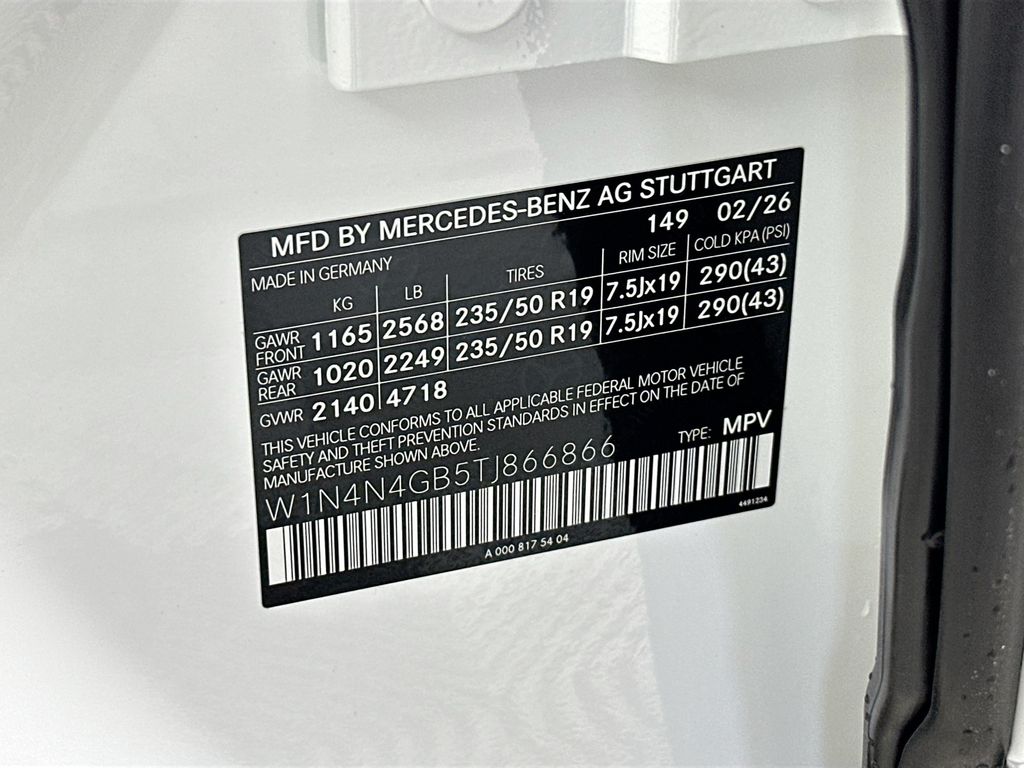 MFD BY MERCEDES-BENZ AG STUTTGART
MADE IN GERMANY 149 02/26
KG LB TIRES RIM SIZE COLD KPA (PSI)
GAWR FRONT 1165 2568 235/50 R19 7.5Jx19 290(43)
GAWR REAR 1020 2249 235/50 R19 7.5Jx19 290(43)
GVWR 2140 4718
THIS VEHICLE CONFORMS TO ALL APPLICABLE FEDERAL MOTOR VEHICLE
SAFETY AND THEFT PREVENTION STANDARDS IN EFFECT ON THE DATE OF
MANUFACTURE SHOWN ABOVE.
TYPE: MPV
W1N4N4GB5TJ866866
4491234
A 000 817 54 04